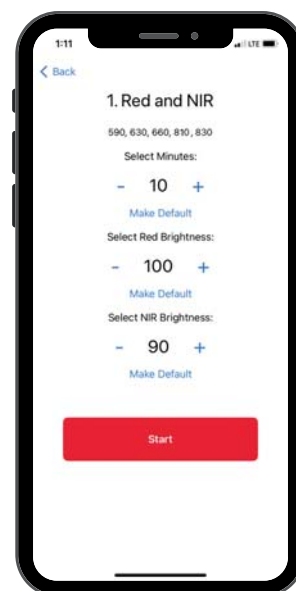 1:11
LTE
Back
1. Red and NIR
590, 630, 660, 810, 830
Select Minutes:
- 10 +
Make Default
Select Red Brightness:
- 100 +
Make Default
Select NIR Brightness:
- 90 +
Make Default
Start